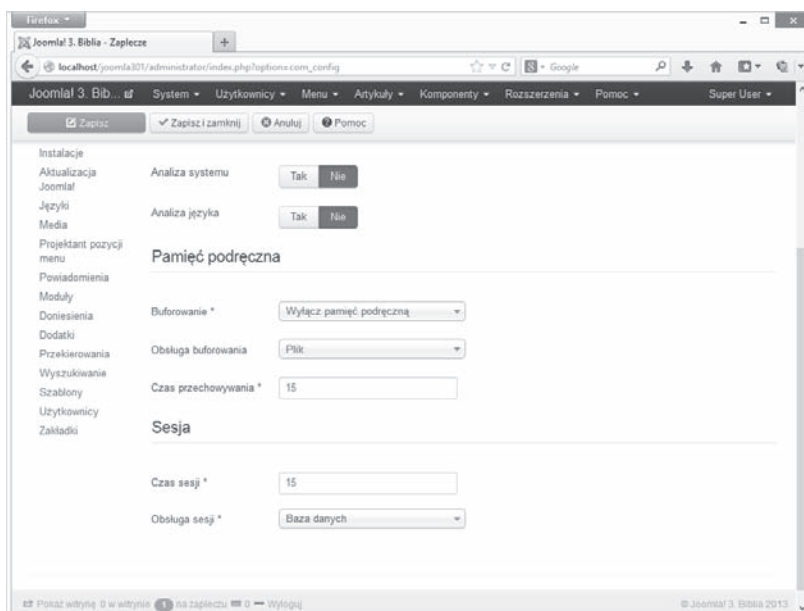 Firefox
Joomla! 3. Biblia - Zaplecze
localhost/joomla301/administrator/index.php?option=com_config
Google
Joomla! 3. Bib... System Użytkownicy Menu Artykuły Komponenty Rozszerzenia Pomoc Super User
Zapisz Zapisz i zamknij Anuluj Pomoc
Instalacje
Aktualizacja
Joomla!
Języki
Media
Projektant pozycji
menu
Powiadomienia
Moduły
Doniesienia
Dodatki
Przekierowania
Wyszukiwanie
Szablony
Użytkownicy
Zakładki
Analiza systemu Tak Nie
Analiza języka Tak Nie
Pamięć podręczna
Buforowanie * Wyłącz pamięć podręczną
Obsługa buforowania Plik
Czas przechowywania * 15
Sesja
Czas sesji * 15
Obsługa sesji * Baza danych
Pokaż witrynę 0 w witrynie 1 na zapleczu 0 Wyloguj
© Joomla! 3. Biblia 2013